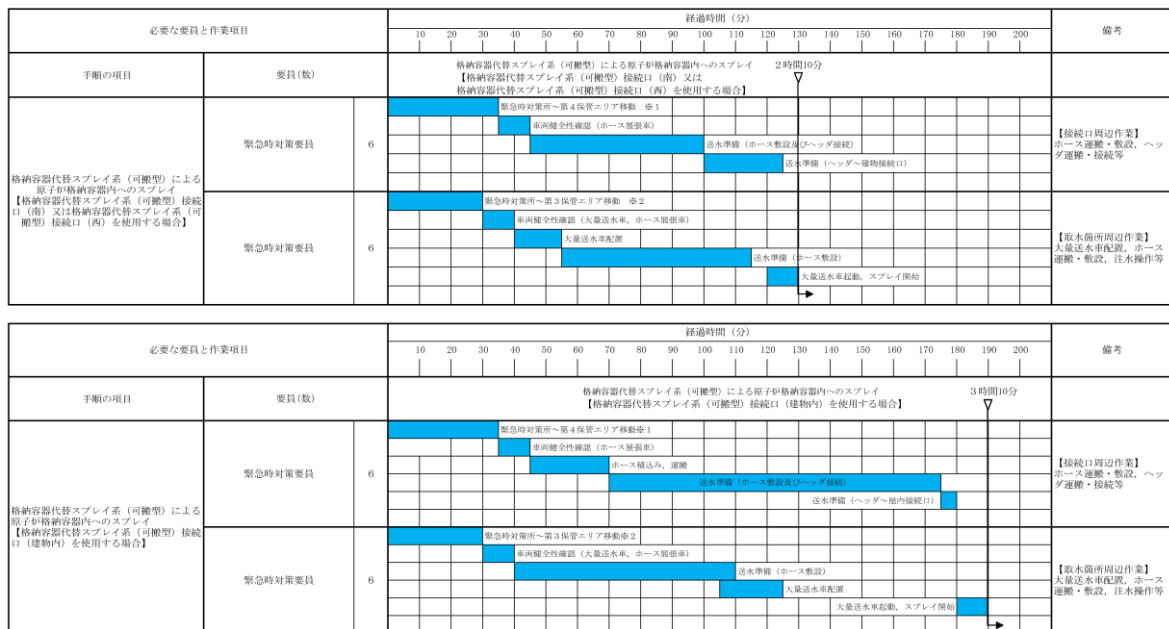 必要な要員と作業項目
経過時間（分）
備考
10 20 30 40 50 60 70 80 90 100 110 120 130 140 150 160 170 180 190 200
手順の項目
要員(数)
格納容器代替スプレイ系（可搬型）による原子炉格納容器内へのスプレイ
【格納容器代替スプレイ系（可搬型）接続口（南）又は
格納容器代替スプレイ系（可搬型）接続口（西）を使用する場合】
2時間10分
格納容器代替スプレイ系（可搬型）による
原子炉格納容器内へのスプレイ
【格納容器代替スプレイ系（可搬型）接続
口（南）又は格納容器代替スプレイ系（可
搬型）接続口（西）を使用する場合】
緊急時対策要員
6
緊急時対策所～第4保管エリア移動　※1
車両健全性確認（ホース展張車）
送水準備（ホース敷設及びヘッダ接続）
送水準備（ヘッダ～建物接続口）
【接続口周辺作業】
ホース運搬・敷設，ヘッ
ダ運搬・接続等
緊急時対策要員
6
緊急時対策所～第3保管エリア移動　※2
車両健全性確認（大量送水車，ホース展張車）
大量送水車配置
送水準備（ホース敷設）
大量送水車起動，スプレイ開始
【取水箇所周辺作業】
大量送水車配置，ホース
運搬・敷設，注水操作等
必要な要員と作業項目
経過時間（分）
備考
10 20 30 40 50 60 70 80 90 100 110 120 130 140 150 160 170 180 190 200
手順の項目
要員(数)
格納容器代替スプレイ系（可搬型）による原子炉格納容器内へのスプレイ
【格納容器代替スプレイ系（可搬型）接続口（建物内）を使用する場合】
3時間10分
格納容器代替スプレイ系（可搬型）による
原子炉格納容器内へのスプレイ
【格納容器代替スプレイ系（可搬型）接続
口（建物内）を使用する場合】
緊急時対策要員
6
緊急時対策所～第4保管エリア移動※1
車両健全性確認（ホース展張車）
ホース積込み，運搬
送水準備（ホース敷設及びヘッダ接続）
送水準備（ヘッダ～屋内接続口）
【接続口周辺作業】
ホース運搬・敷設，ヘッ
ダ運搬・接続等
緊急時対策要員
6
緊急時対策所～第3保管エリア移動※2
車両健全性確認（大量送水車，ホース展張車）
送水準備（ホース敷設）
大量送水車配置
大量送水車起動，スプレイ開始
【取水箇所周辺作業】
大量送水車配置，ホース
運搬・敷設，注水操作等